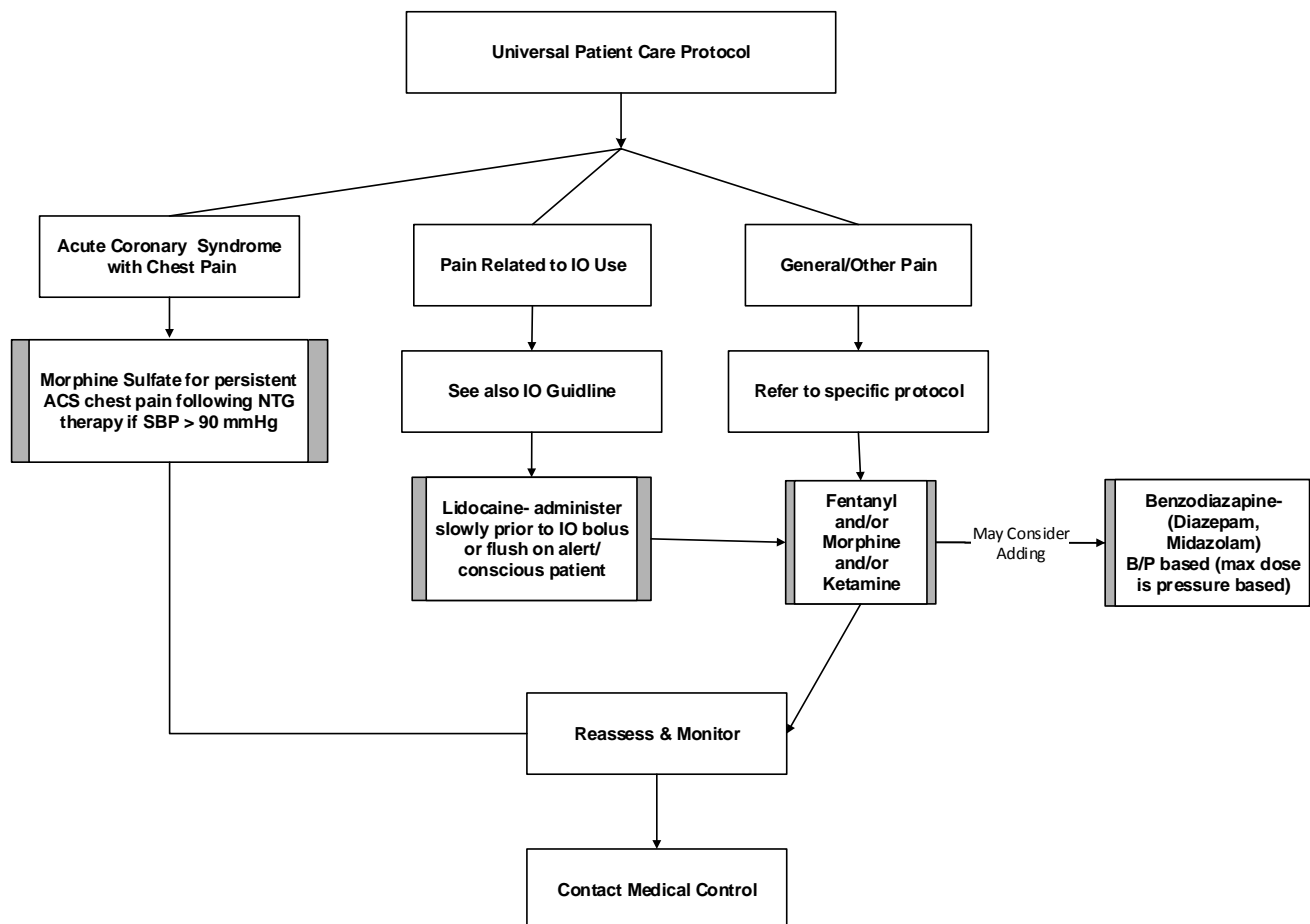 Universal Patient Care Protocol
Acute Coronary Syndrome
with Chest Pain
Pain Related to IO Use
General/Other Pain
Morphine Sulfate for persistent
ACS chest pain following NTG
therapy if SBP > 90 mmHg
See also IO Guidline
Refer to specific protocol
Lidocaine- administer
slowly prior to IO bolus
or flush on alert/
conscious patient
Fentanyl
and/or
Morphine
and/or
Ketamine
May Consider
Adding
Benzodiazapine-
(Diazepam,
Midazolam)
B/P based (max dose
is pressure based)
Reassess & Monitor
Contact Medical Control